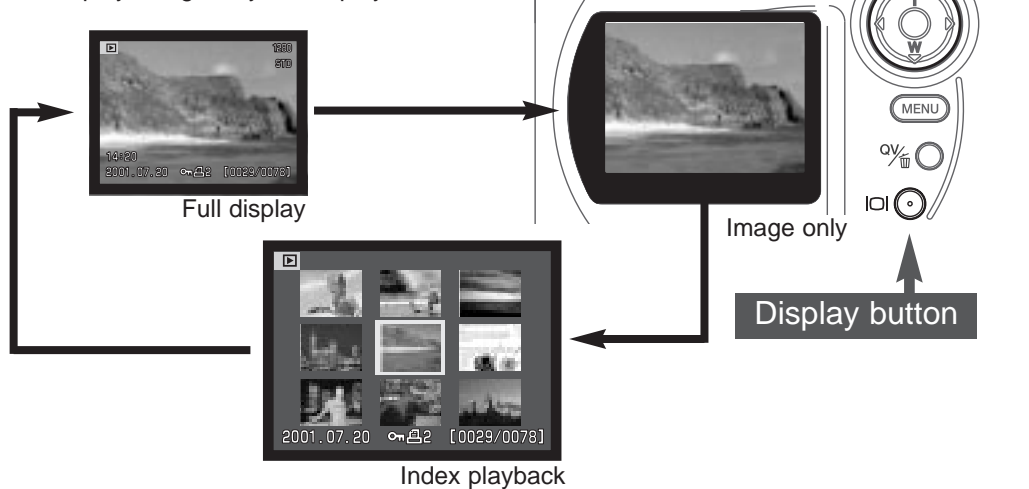 1280
STD
14:20
2001.07.20 2 [0029/0078]
Full display
W
MENU
QV/
Image only
Display button
2001.07.20 2 [0029/0078]
Index playback